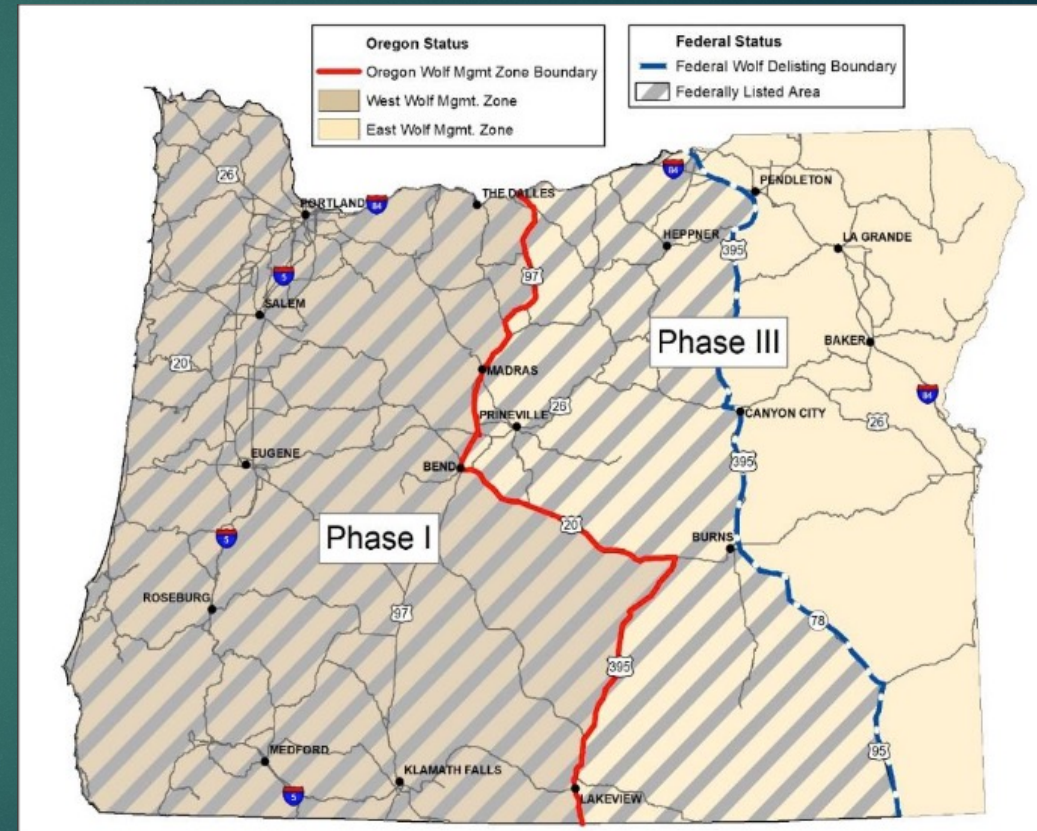 Oregon Status
Oregon Wolf Mgmt Zone Boundary
West Wolf Mgmt. Zone
East Wolf Mgmt. Zone
Federal Status
Federal Wolf Delisting Boundary
Federally Listed Area
26
PORTLAND
84
THE DALLES
84
PENDLETON
HEPPNER
395
LA GRANDE
5
97
SALEM
Phase III
BAKER
20
MADRAS
84
PRINEVILLE
26
CANYON CITY
26
EUGENE
BEND
395
Phase I
20
5
BURNS
ROSEBURG
97
78
395
MEDFORD
95
KLAMATH FALLS
5
LAKEVIEW